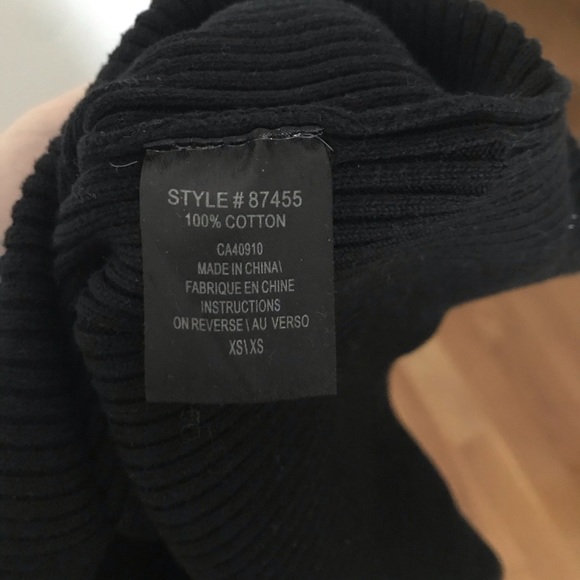 STYLE # 87455
100% COTTON
CA40910
MADE IN CHINA\
FABRIQUE EN CHINE
INSTRUCTIONS
ON REVERSE \ AU VERSO
XS\XS